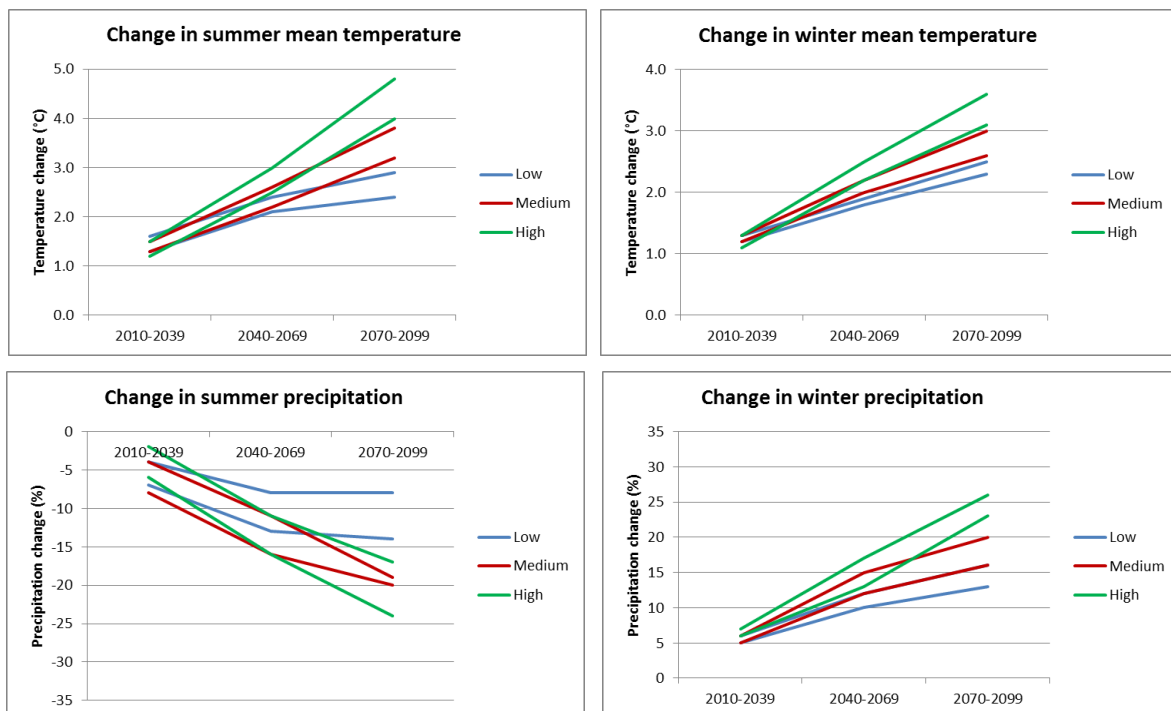 Change in summer mean temperature
Temperature change (°C)
5.0
4.0
3.0
2.0
1.0
0.0
2010-2039 2040-2069 2070-2099
Low
Medium
High
Change in winter mean temperature
Temperature change (°C)
4.0
3.0
2.0
1.0
0.0
2010-2039 2040-2069 2070-2099
Low
Medium
High
Change in summer precipitation
Precipitation change (%)
0
-5
-10
-15
-20
-25
-30
-35
2010-2039 2040-2069 2070-2099
Low
Medium
High
Change in winter precipitation
Precipitation change (%)
35
30
25
20
15
10
5
0
2010-2039 2040-2069 2070-2099
Low
Medium
High